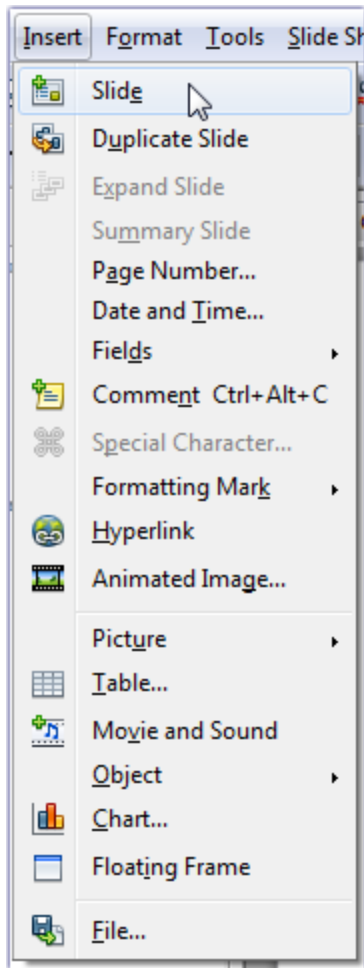 Insert Format Tools Slide Sh
Slide
Duplicate Slide
Expand Slide
Summary Slide
Page Number...
Date and Time...
Fields
Comment Ctrl+Alt+C
Special Character...
Formatting Mark
Hyperlink
Animated Image...
Picture
Table...
Movie and Sound
Object
Chart...
Floating Frame
File...